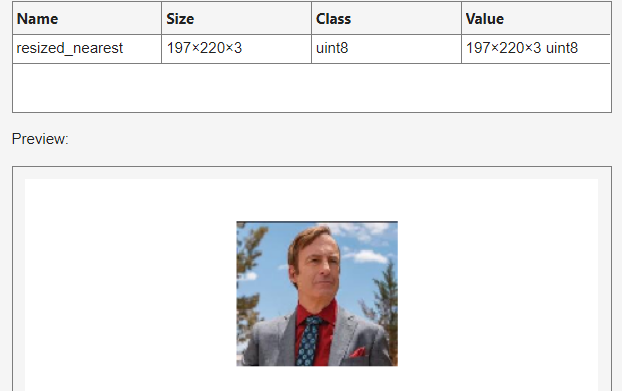 Name Size Class Value
resized_nearest 197×220×3 uint8 197×220×3 uint8
Preview: